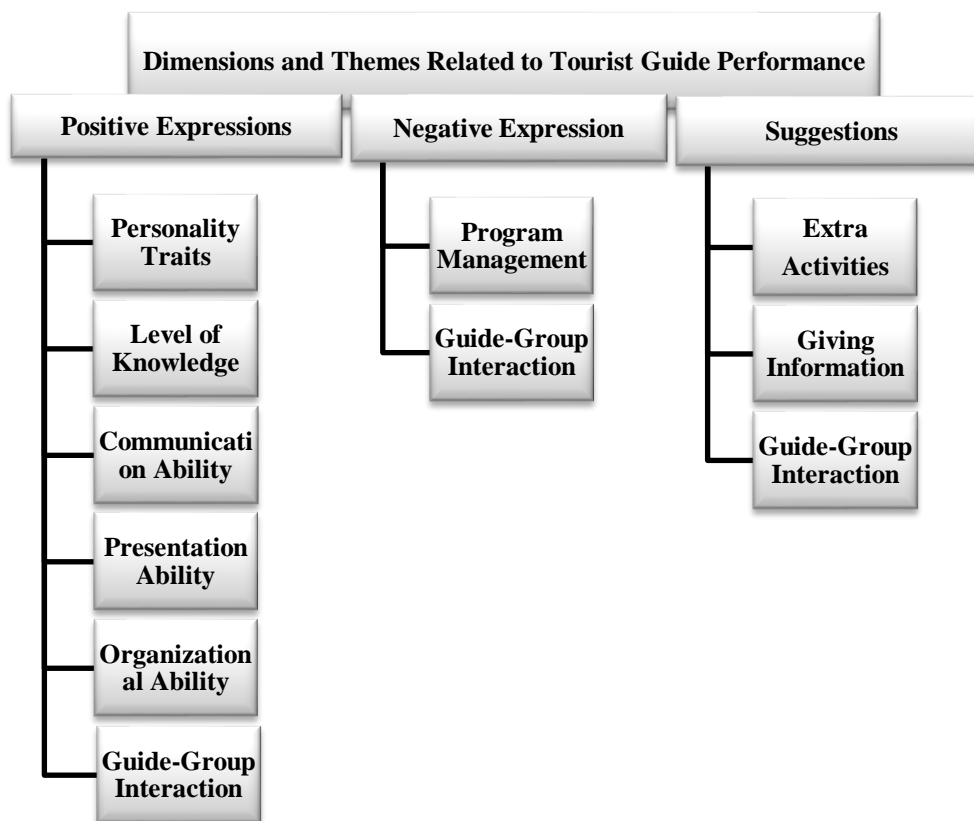 Dimensions and Themes Related to Tourist Guide Performance
Positive Expressions
Personality
Traits
Level of
Knowledge
Communicati
on Ability
Presentation
Ability
Organization
al Ability
Guide-Group
Interaction
Negative Expression
Program
Management
Guide-Group
Interaction
Suggestions
Extra
Activities
Giving
Information
Guide-Group
Interaction